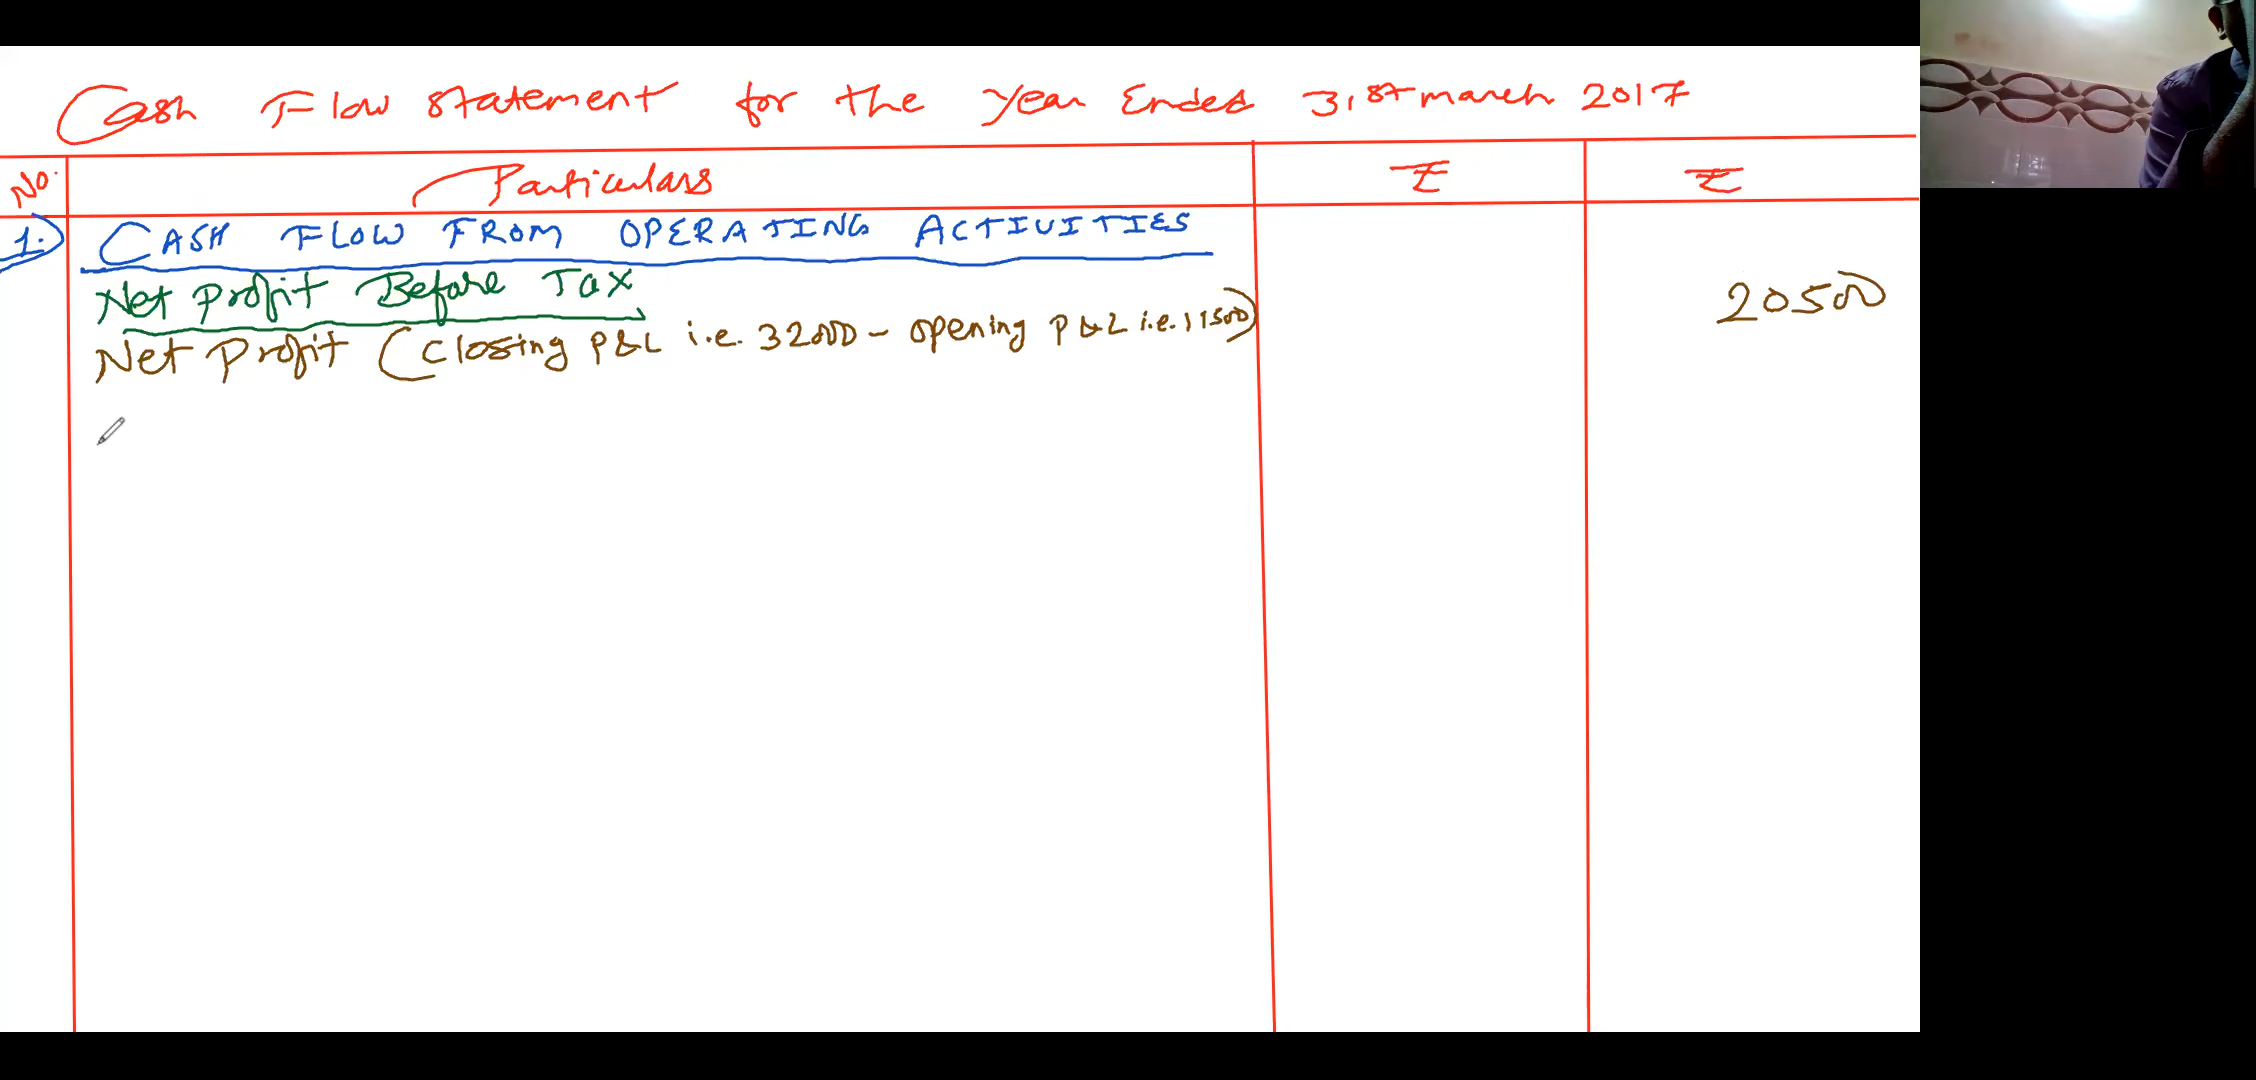 Cash Flow Statement for the Year Ended 31st march 2017
No. Particulars ₹ ₹
1. CASH FLOW FROM OPERATING ACTIVITIES
Net Profit Before Tax
20500
Net Profit (Closing P&L i.e. 32000 - opening P&L i.e. 11500)